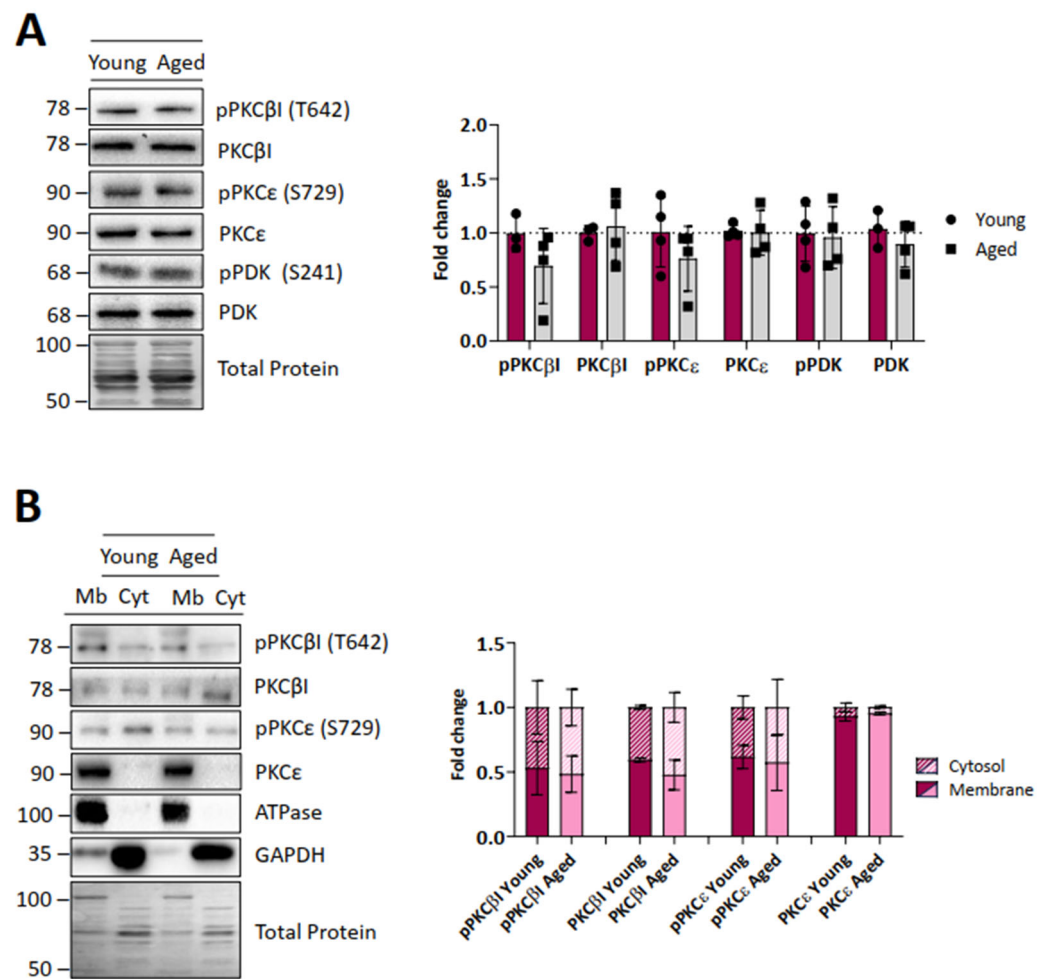 A
Young Aged
78 pPKCβI (T642)
78 PKCβI
90 pPKCε (S729)
90 PKCε
68 pPDK (S241)
68 PDK
100
Total Protein
50
2.0
1.5
1.0
0.5
0.0
Fold change
Young
Aged
pPKCβI PKCβI pPKCε PKCε pPDK PDK
B
Young Aged
Mb Cyt Mb Cyt
78 pPKCβI (T642)
78 PKCβI
90 pPKCε (S729)
90 PKCε
100 ATPase
35 GAPDH
100
Total Protein
50
1.5
1.0
0.5
0.0
Fold change
Cytosol
Membrane
pPKCβI Young
pPKCβI Aged
PKCβI Young
PKCβI Aged
pPKCε Young
pPKCε Aged
PKCε Young
PKCε Aged